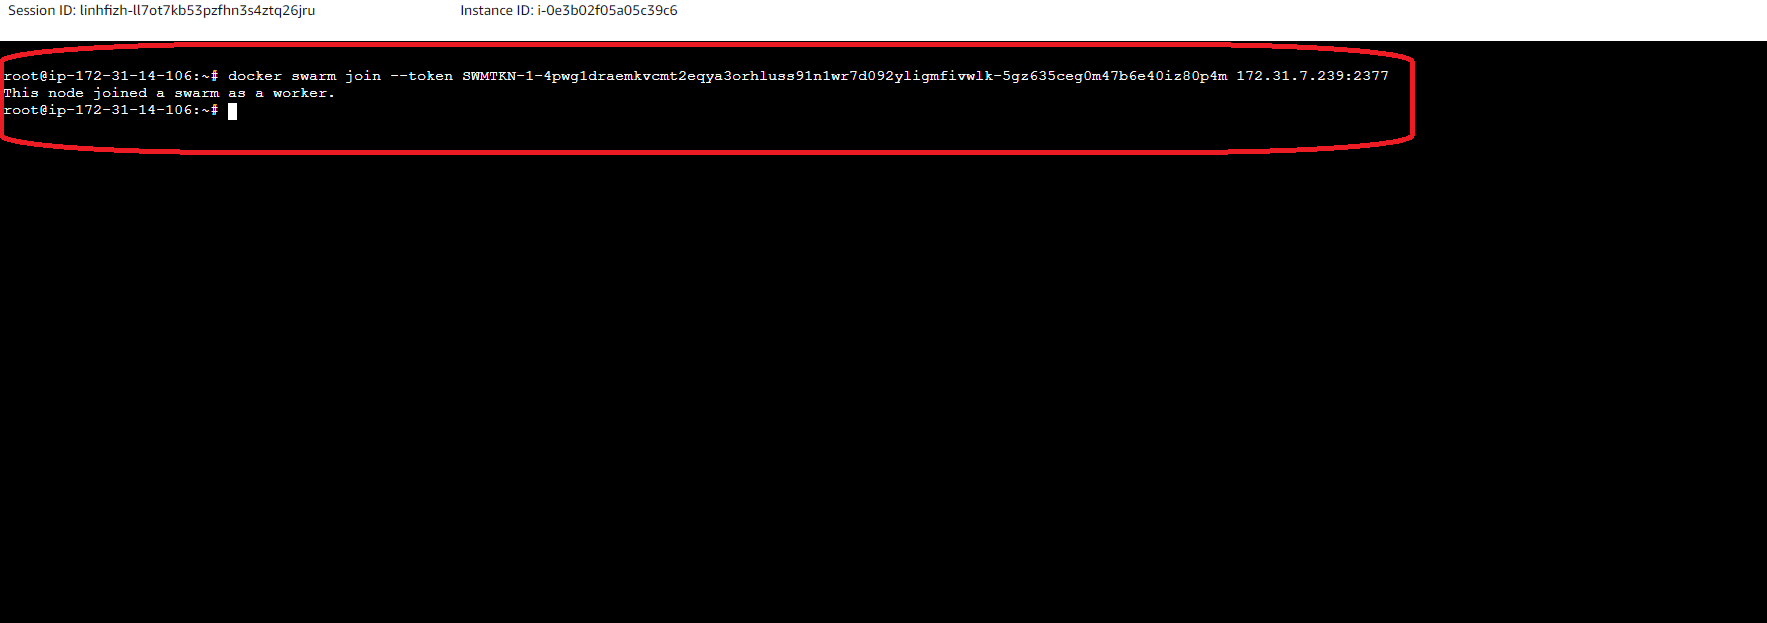 Session ID: linhfizh-ll7ot7kb53pzfhn3s4ztq26jru Instance ID: i-0e3b02f05a05c39c6
root@ip-172-31-14-106:~# docker swarm join --token SWMTKN-1-4pwg1draemkvcmt2eqya3orhluss91n1wr7d092yligmfivwlk-5gz635ceg0m47b6e40iz80p4m 172.31.7.239:2377
This node joined a swarm as a worker.
root@ip-172-31-14-106:~#